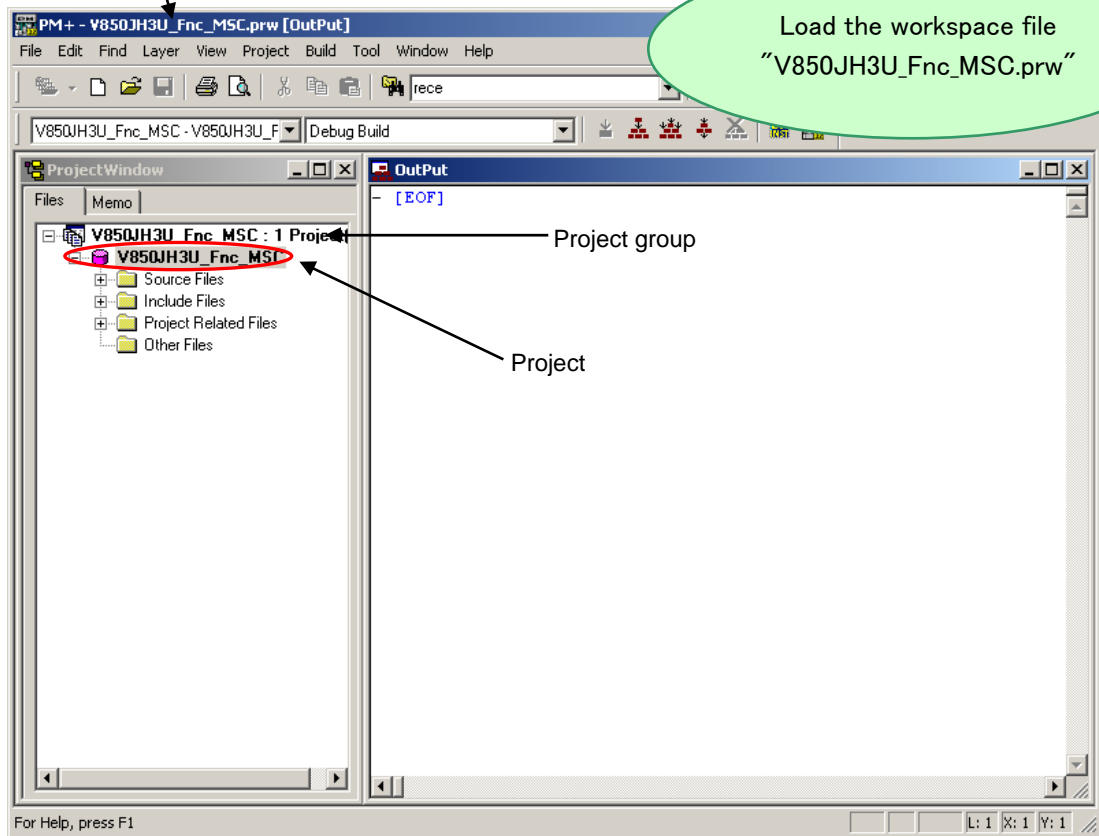 PM+ - V850JH3U_Fnc_MSC.prw [OutPut]
Load the workspace file
"V850JH3U_Fnc_MSC.prw"
File Edit Find Layer View Project Build Tool Window Help
rece
V850JH3U_Fnc_MSC - V850JH3U_F Debug Build
ProjectWindow
OutPut
Files Memo
- [EOF]
V850JH3U_Fnc_MSC : 1 Project
Project group
V850JH3U_Fnc_MSC
Source Files
Include Files
Project Related Files
Other Files
Project
For Help, press F1
L: 1 X: 1 Y: 1